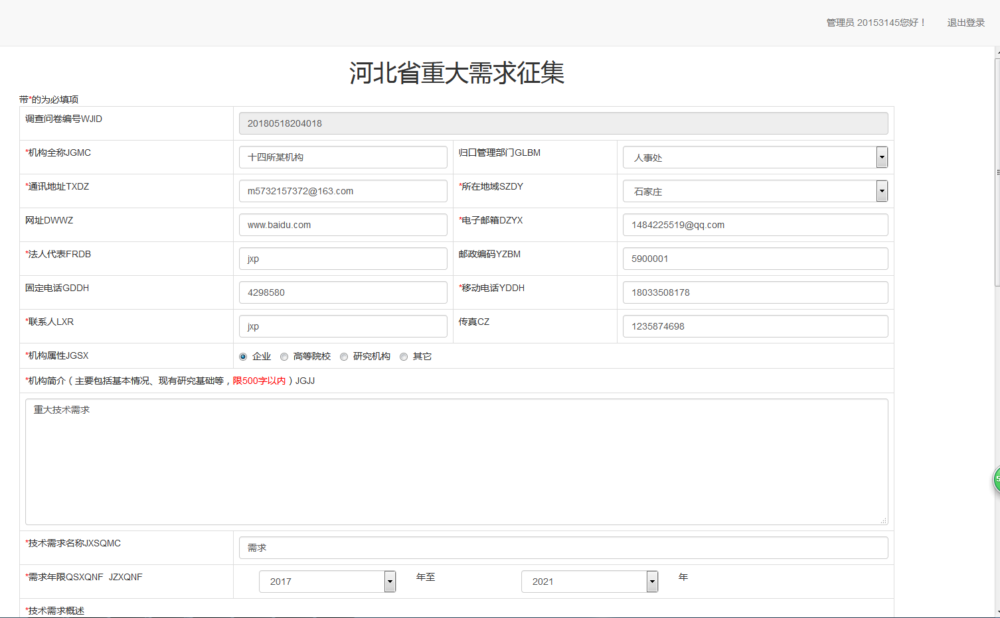 管理员 20153145您好！ 退出登录
河北省重大需求征集
带*的为必填项
调查问卷编号WJID 20180518204018
*机构全称JGMC 十四所某机构 归口管理部门GLBM 人事处
*通讯地址TXDZ m5732157372@163.com *所在地域SZDY 石家庄
网址DWWZ www.baidu.com *电子邮箱DZYX 1484225519@qq.com
*法人代表FRDB jxp 邮政编码YZBM 5900001
固定电话GDDH 4298580 *移动电话YDDH 18033508178
*联系人LXR jxp 传真CZ 1235874698
*机构属性JGSX 企业 高等院校 研究机构 其它
*机构简介（主要包括基本情况、现有研究基础等，限500字以内）JGJJ
重大技术需求
*技术需求名称JXSQMC 需求
*需求年限QSXQNF JZXQNF 2017 年至 2021 年
*技术需求概述